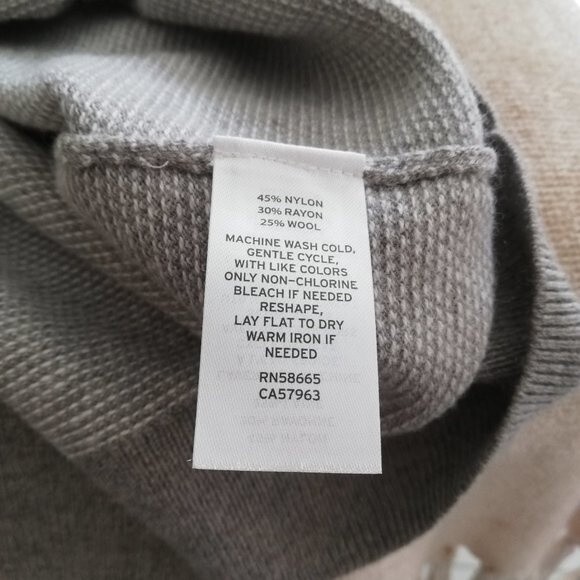 45% NYLON
30% RAYON
25% WOOL
MACHINE WASH COLD,
GENTLE CYCLE,
WITH LIKE COLORS
ONLY NON-CHLORINE
BLEACH IF NEEDED
RESHAPE,
LAY FLAT TO DRY
WARM IRON IF
NEEDED
RN58665
CA57963